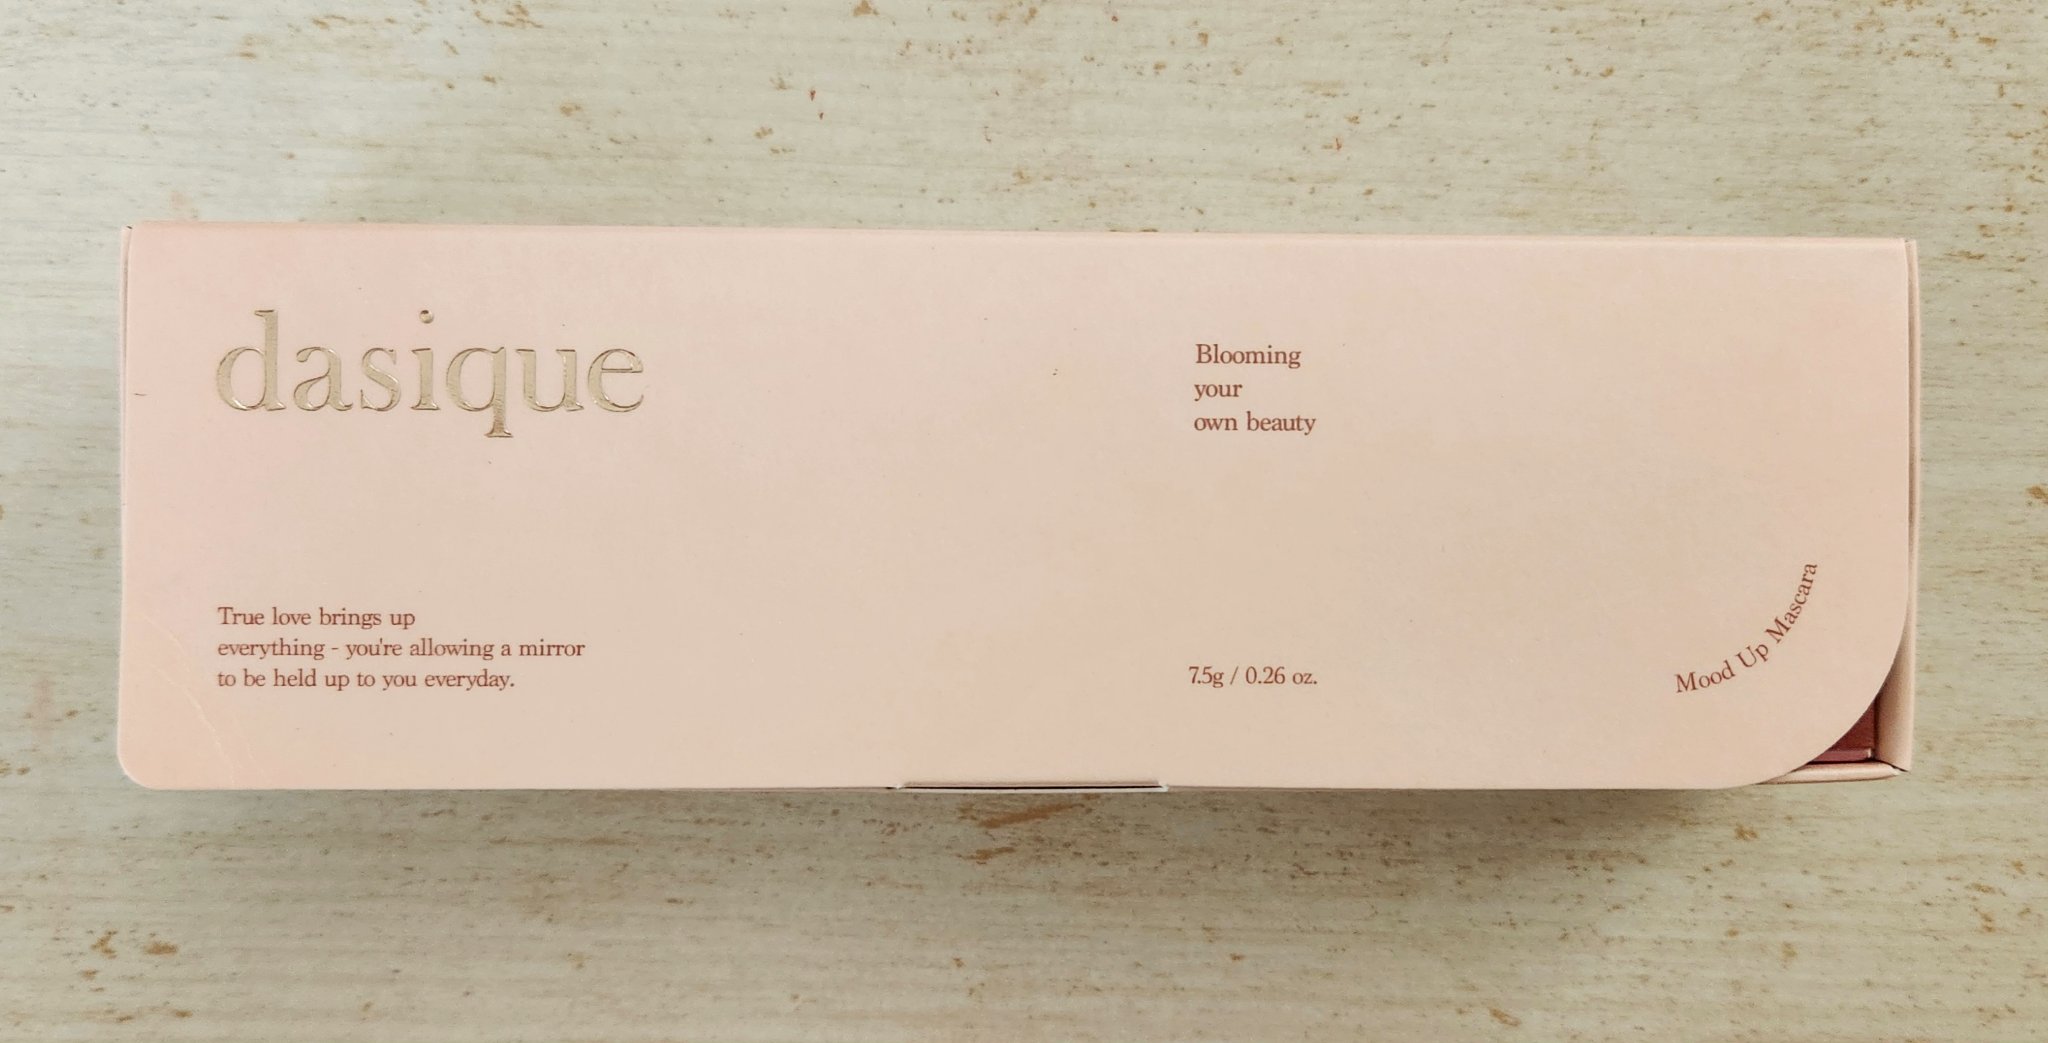 dasique
Blooming
your
own beauty
True love brings up
everything - you're allowing a mirror
to be held up to you everyday.
7.5g / 0.26 oz.
Mood Up Mascara